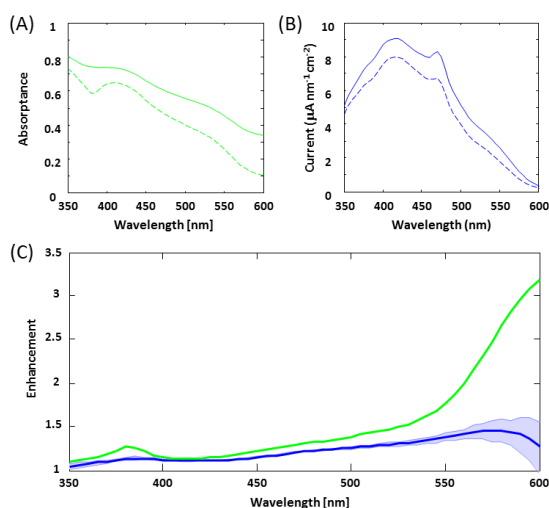 (A)
1
0.8
0.6
0.4
0.2
0
Absorptance
350 400 450 500 550 600
Wavelength [nm]
(B)
10
8
6
4
2
0
Current (µA nm⁻¹ cm⁻²)
350 400 450 500 550 600
Wavelength (nm)
(C)
3.5
3
2.5
2
1.5
1
Enhancement
350 400 450 500 550 600
Wavelength [nm]